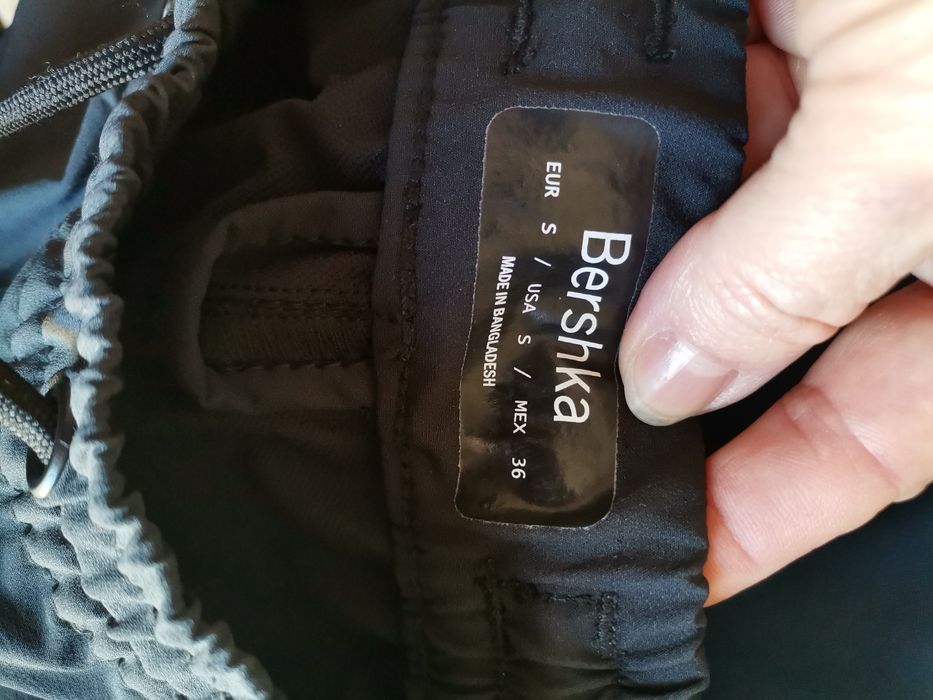 Bershka
EUR S / USA S / MEX 36
MADE IN BANGLADESH